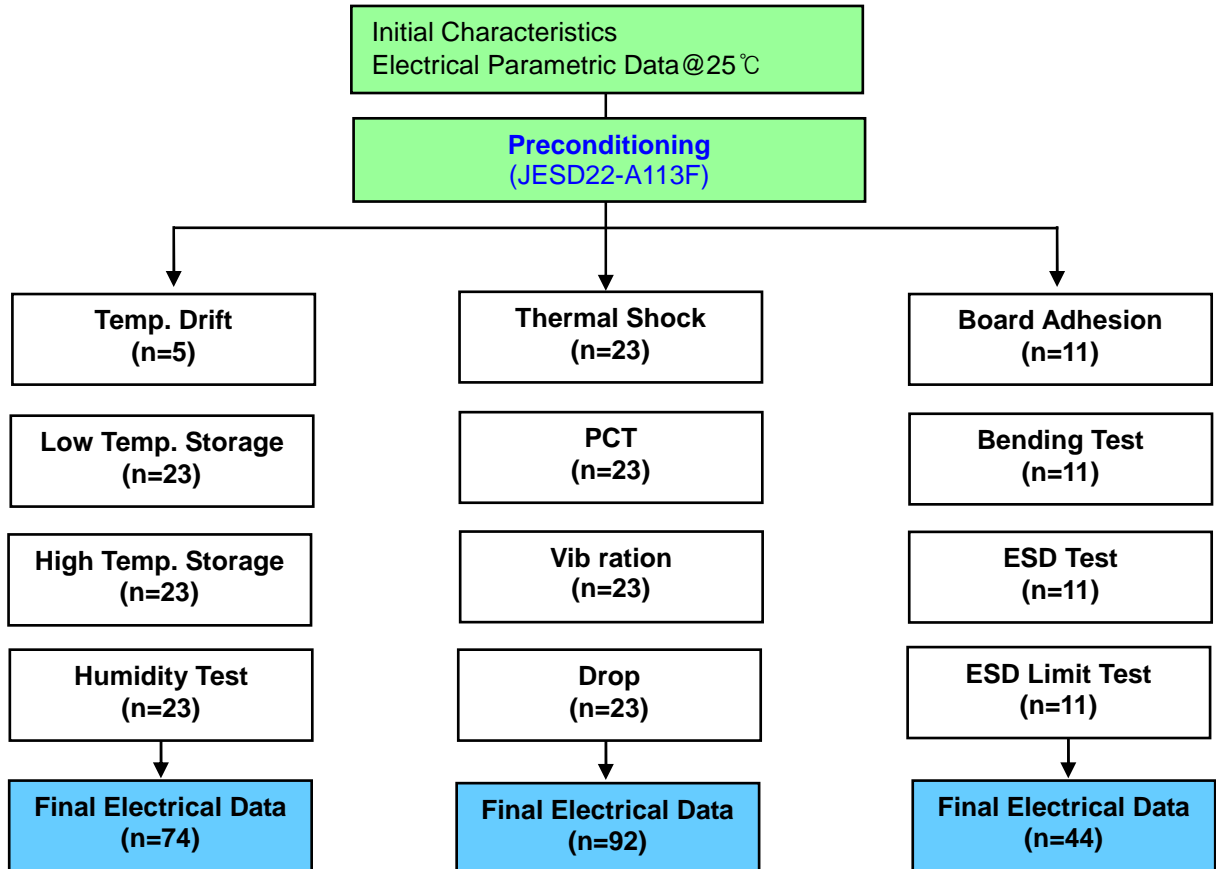 Initial Characteristics
Electrical Parametric Data@25℃
Preconditioning
(JESD22-A113F)
Temp. Drift
(n=5)
Low Temp. Storage
(n=23)
High Temp. Storage
(n=23)
Humidity Test
(n=23)
Final Electrical Data
(n=74)
Thermal Shock
(n=23)
PCT
(n=23)
Vib ration
(n=23)
Drop
(n=23)
Final Electrical Data
(n=92)
Board Adhesion
(n=11)
Bending Test
(n=11)
ESD Test
(n=11)
ESD Limit Test
(n=11)
Final Electrical Data
(n=44)